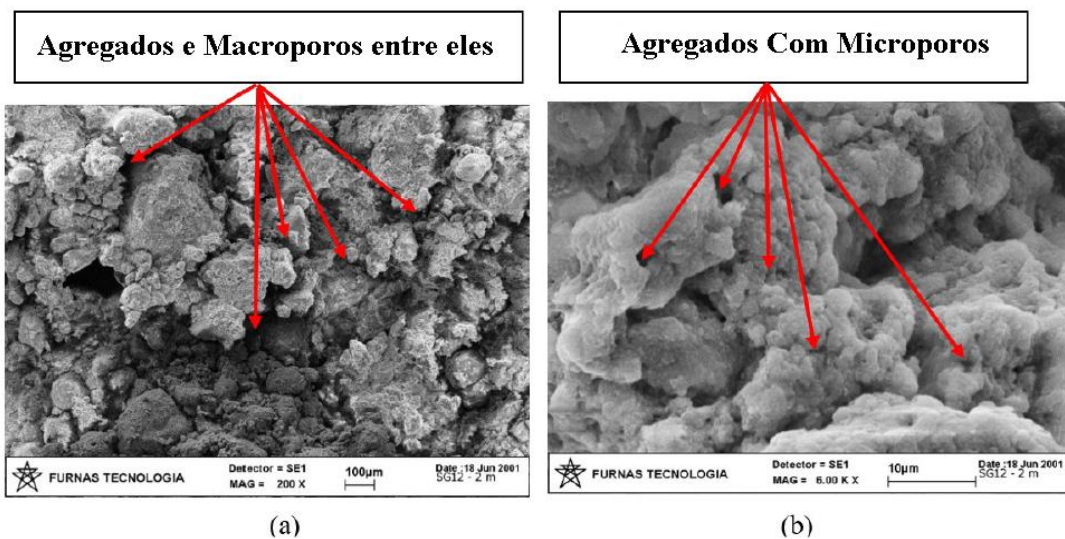 Agregados e Macroporos entre eles
Agregados Com Microporos
FURNAS TECNOLOGIA
Detector = SE1
MAG = 200 X
100µm
Date :18 Jun 2001
SG12 - 2 m
FURNAS TECNOLOGIA
Detector = SE1
MAG = 6.00 K X
10µm
Date :18 Jun 2001
SG12 - 2 m
(a)
(b)